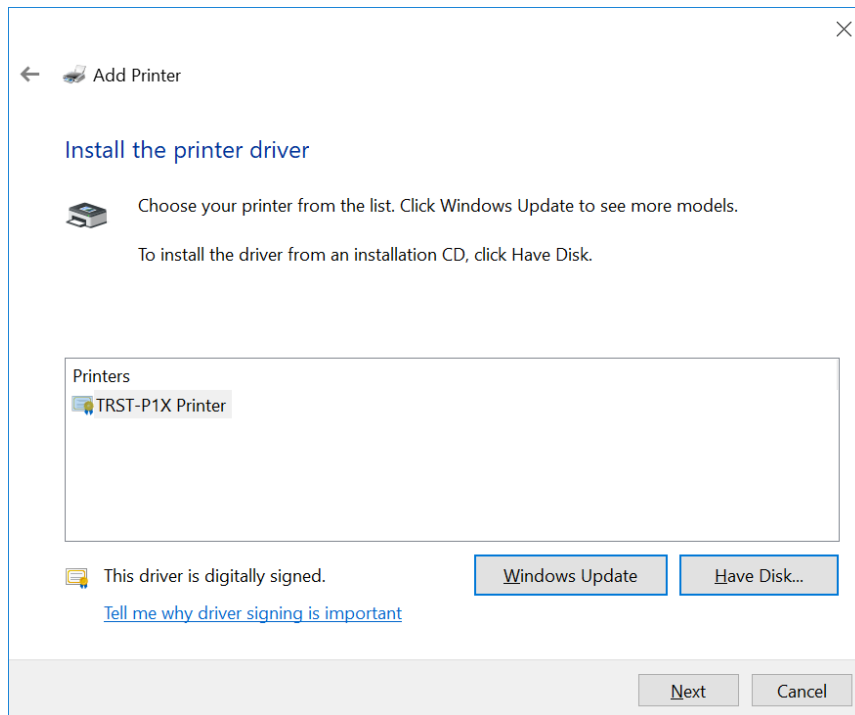 Add Printer
Install the printer driver
Choose your printer from the list. Click Windows Update to see more models.
To install the driver from an installation CD, click Have Disk.
Printers
TRST-P1X Printer
This driver is digitally signed.
Windows Update
Have Disk...
Tell me why driver signing is important
Next
Cancel